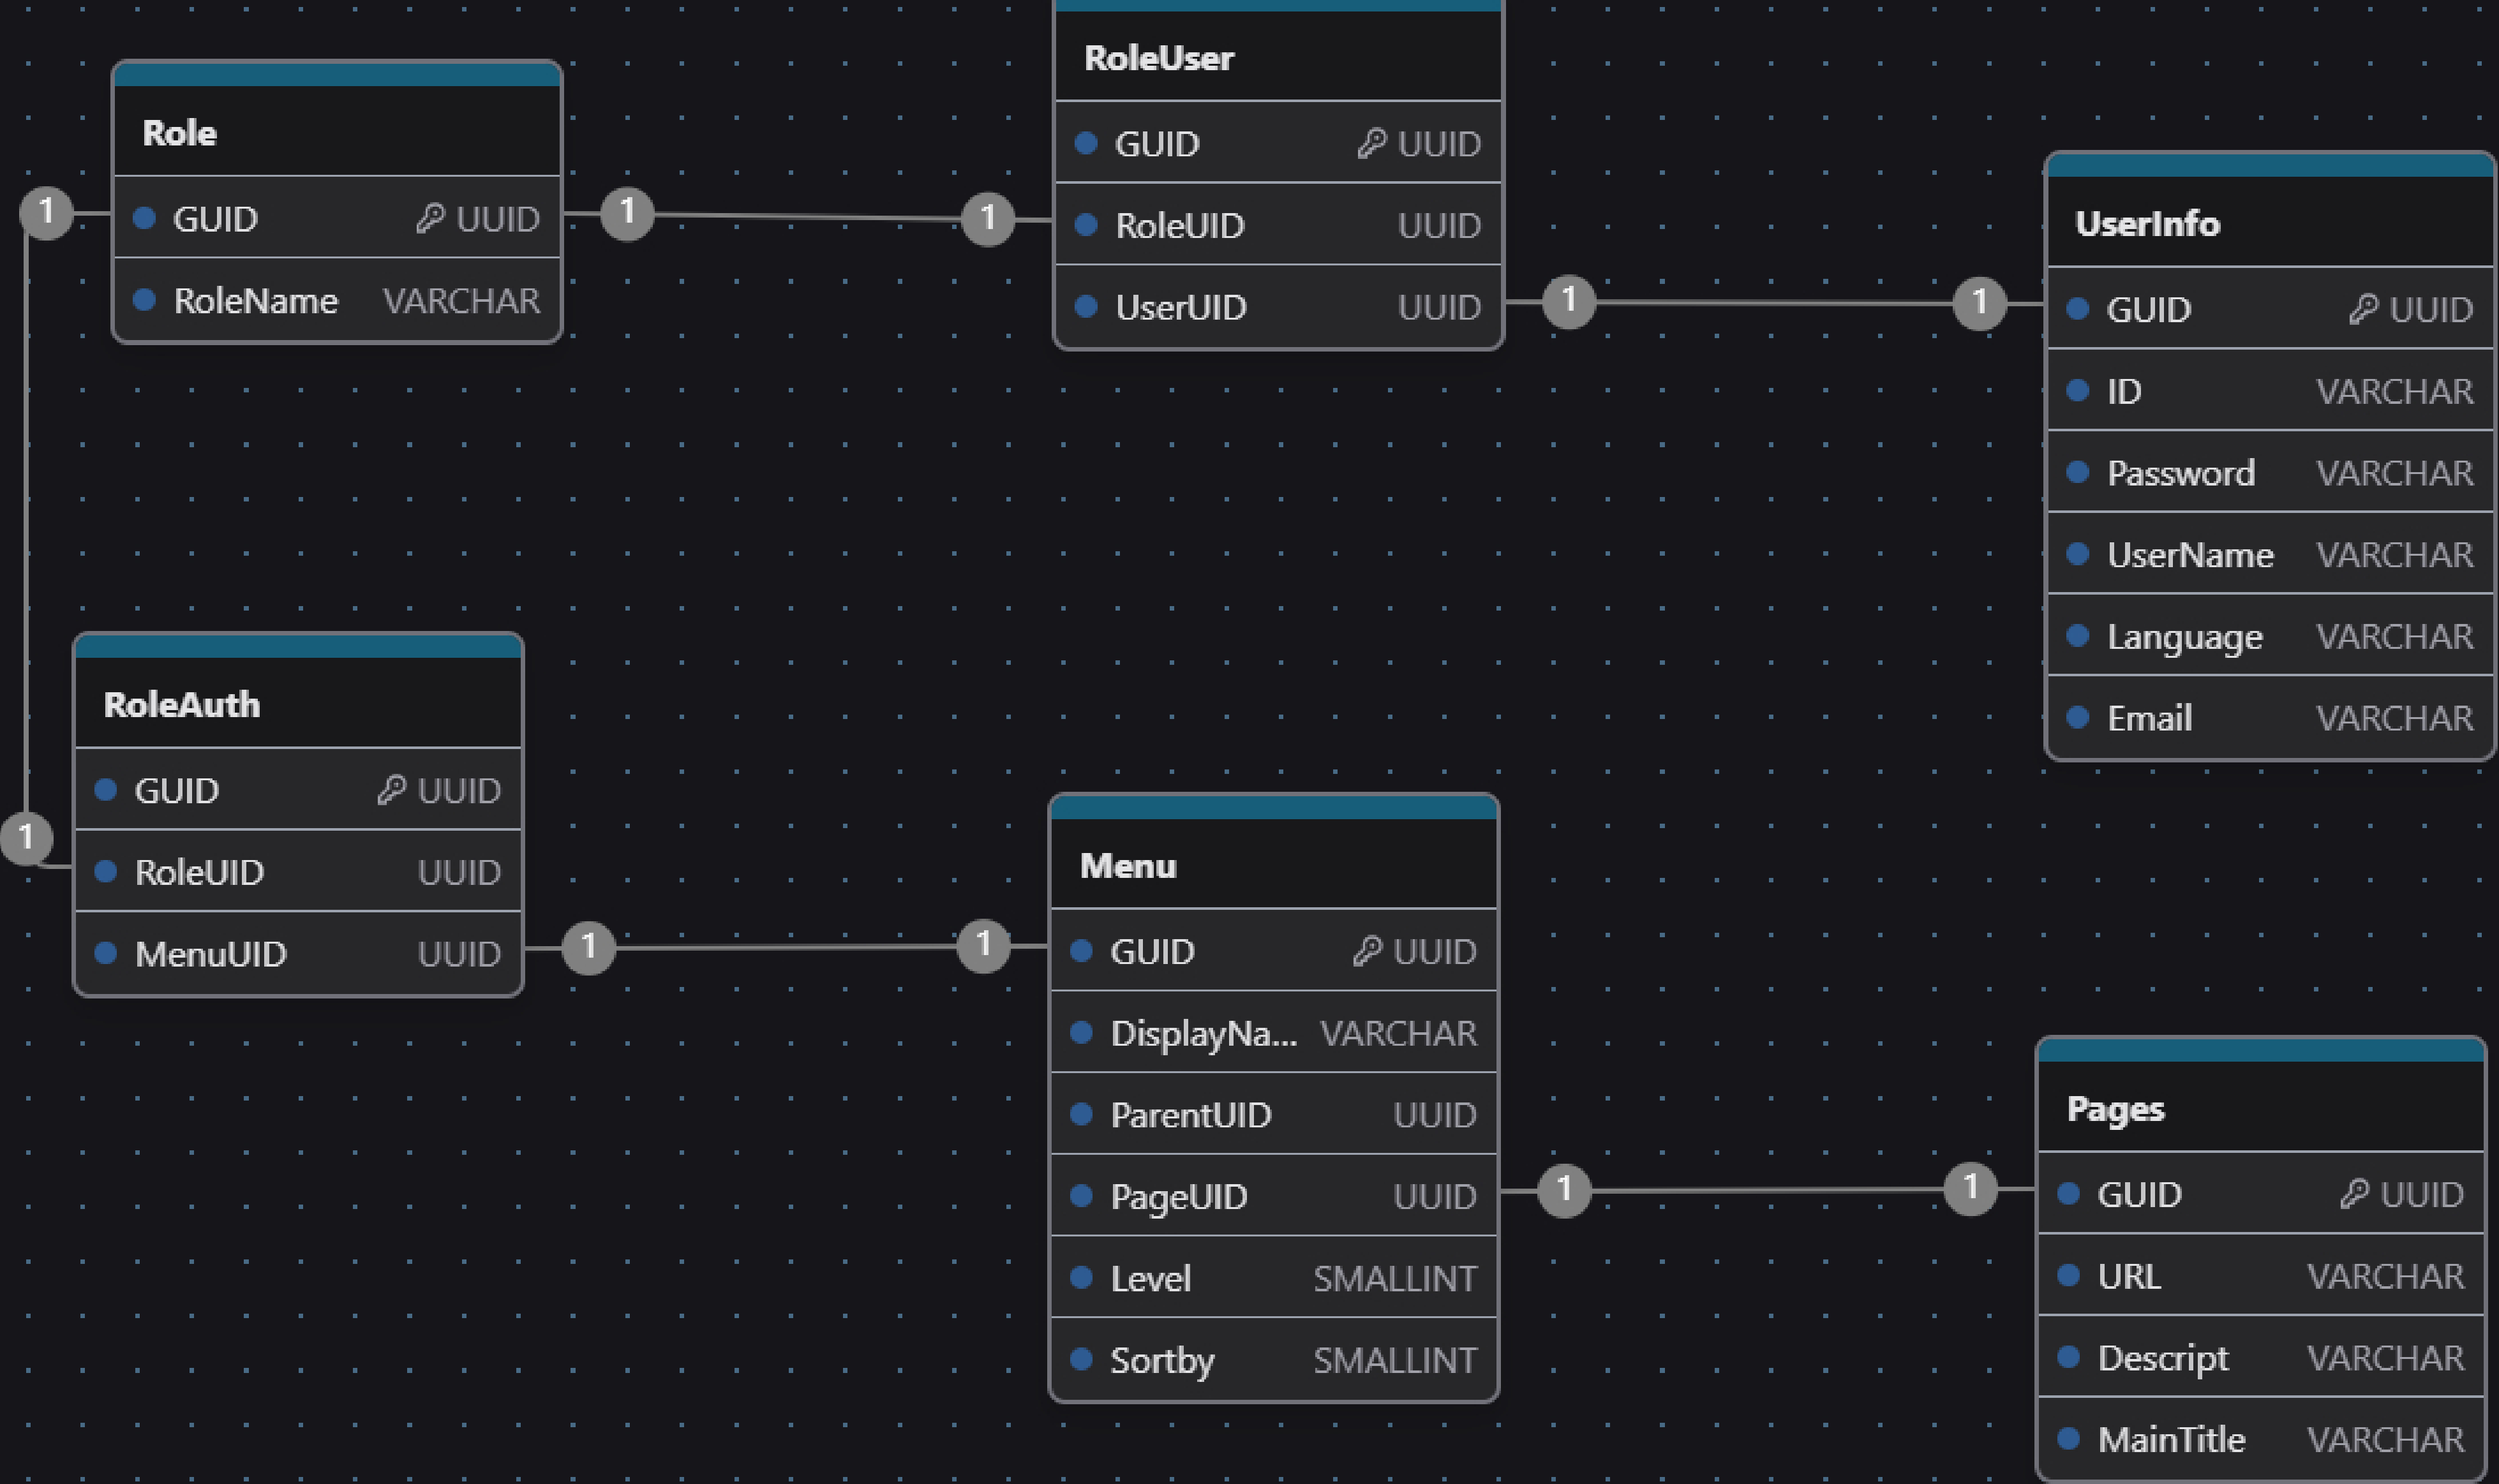 Role
1 GUID UUID 1
RoleName VARCHAR
RoleUser
GUID UUID
1 RoleUID UUID
UserUID UUID 1
UserInfo
1 GUID UUID
ID VARCHAR
Password VARCHAR
UserName VARCHAR
Language VARCHAR
Email VARCHAR
RoleAuth
GUID UUID
1 RoleUID UUID
MenuUID UUID 1
Menu
1 GUID UUID
DisplayNa... VARCHAR
ParentUID UUID
PageUID UUID 1
Level SMALLINT
Sortby SMALLINT
Pages
1 GUID UUID
URL VARCHAR
Descript VARCHAR
MainTitle VARCHAR